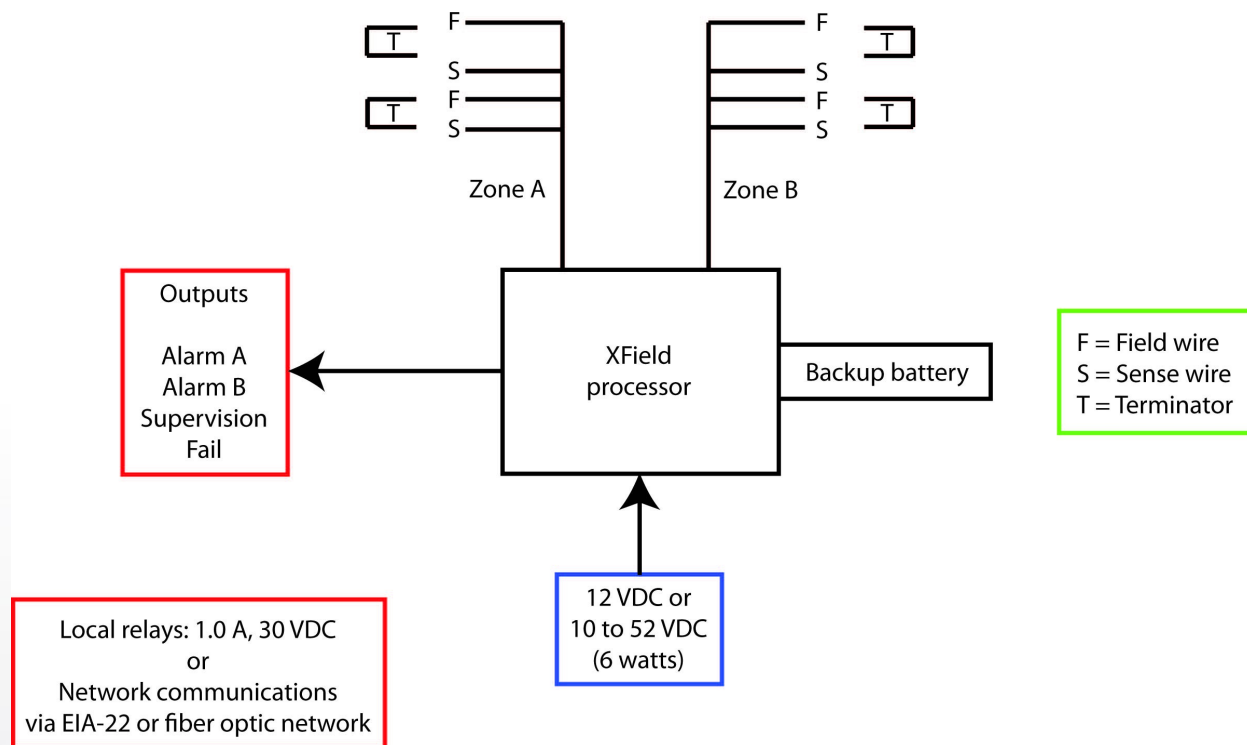 F
T
S
F
T
S
Zone A
F
T
S
F
T
S
Zone B
Outputs
Alarm A
Alarm B
Supervision
Fail
XField
processor
Backup battery
F = Field wire
S = Sense wire
T = Terminator
12 VDC or
10 to 52 VDC
(6 watts)
Local relays: 1.0 A, 30 VDC
or
Network communications
via EIA-22 or fiber optic network